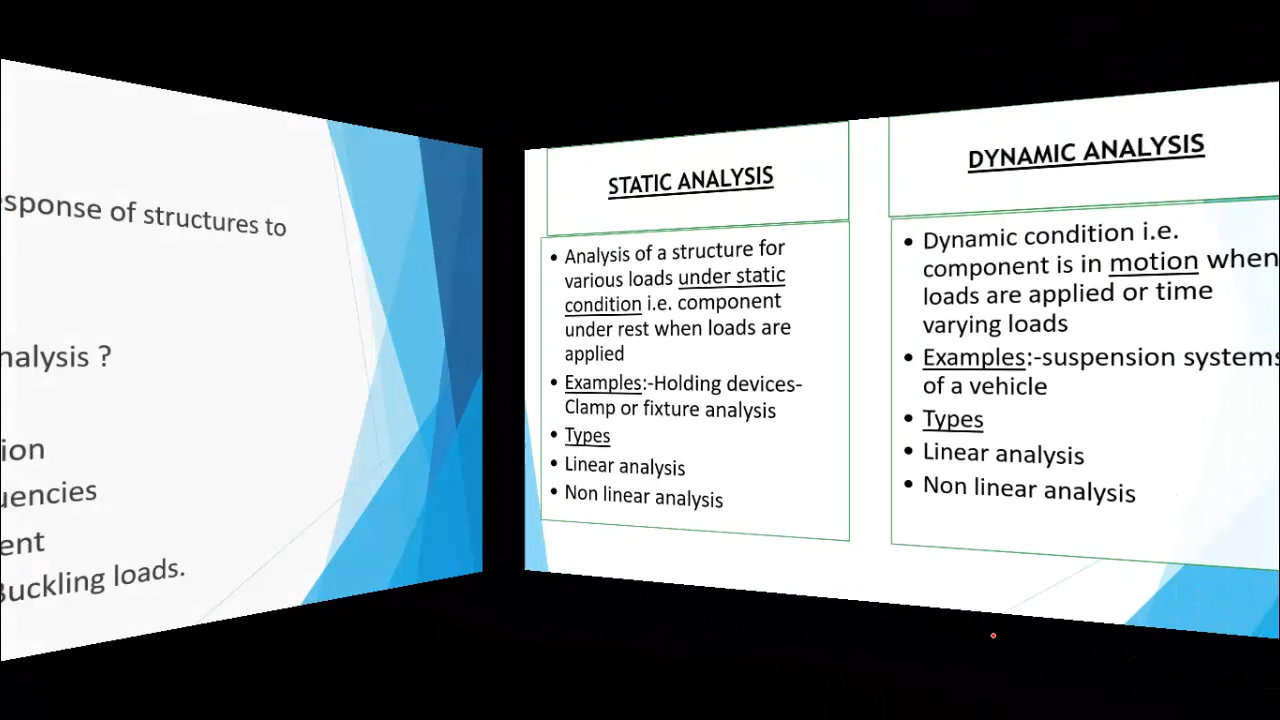 sponse of structures to
nalysis ?
ion
uencies
ent
Buckling loads.
STATIC ANALYSIS
• Analysis of a structure for
various loads under static
condition i.e. component
under rest when loads are
applied
• Examples:-Holding devices-
Clamp or fixture analysis
• Types
• Linear analysis
• Non linear analysis
DYNAMIC ANALYSIS
• Dynamic condition i.e.
component is in motion when
loads are applied or time
varying loads
• Examples:-suspension systems
of a vehicle
• Types
• Linear analysis
• Non linear analysis